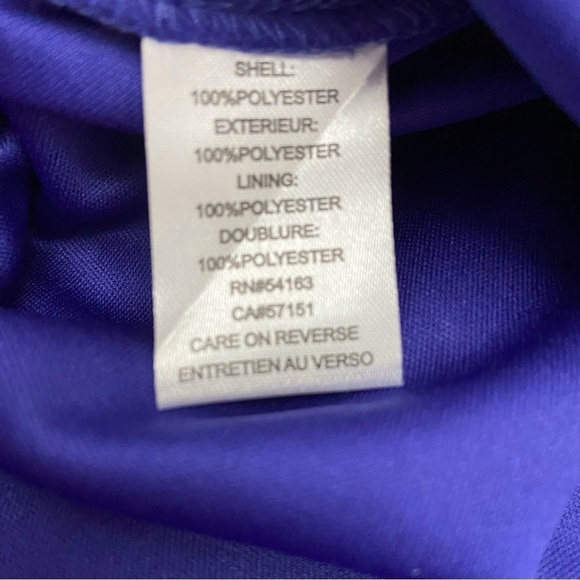 SHELL:
100%POLYESTER
EXTERIEUR:
100%POLYESTER
LINING:
100%POLYESTER
DOUBLURE:
100%POLYESTER
RN#54163
CA#57151
CARE ON REVERSE
ENTRETIEN AU VERSO